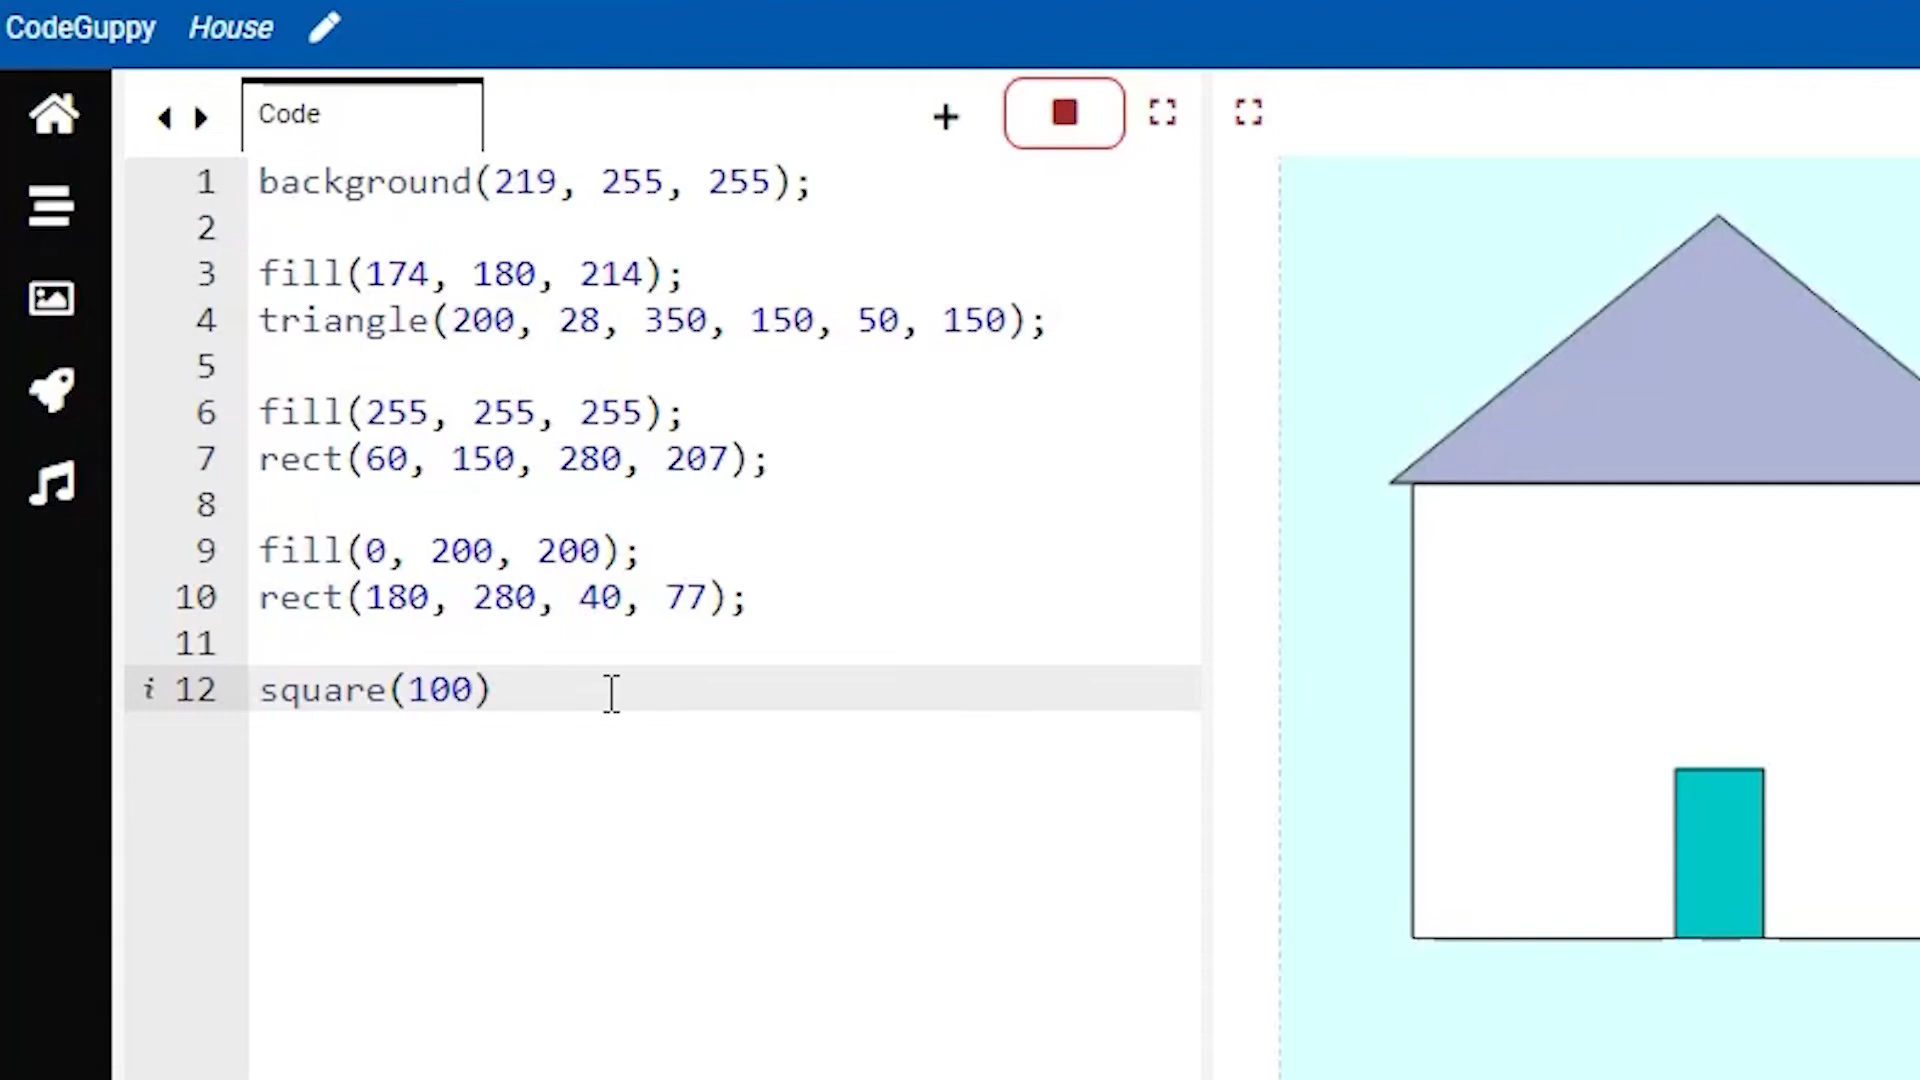 CodeGuppy House
Code
1 background(219, 255, 255);
2
3 fill(174, 180, 214);
4 triangle(200, 28, 350, 150, 50, 150);
5
6 fill(255, 255, 255);
7 rect(60, 150, 280, 207);
8
9 fill(0, 200, 200);
10 rect(180, 280, 40, 77);
11
i 12 square(100)